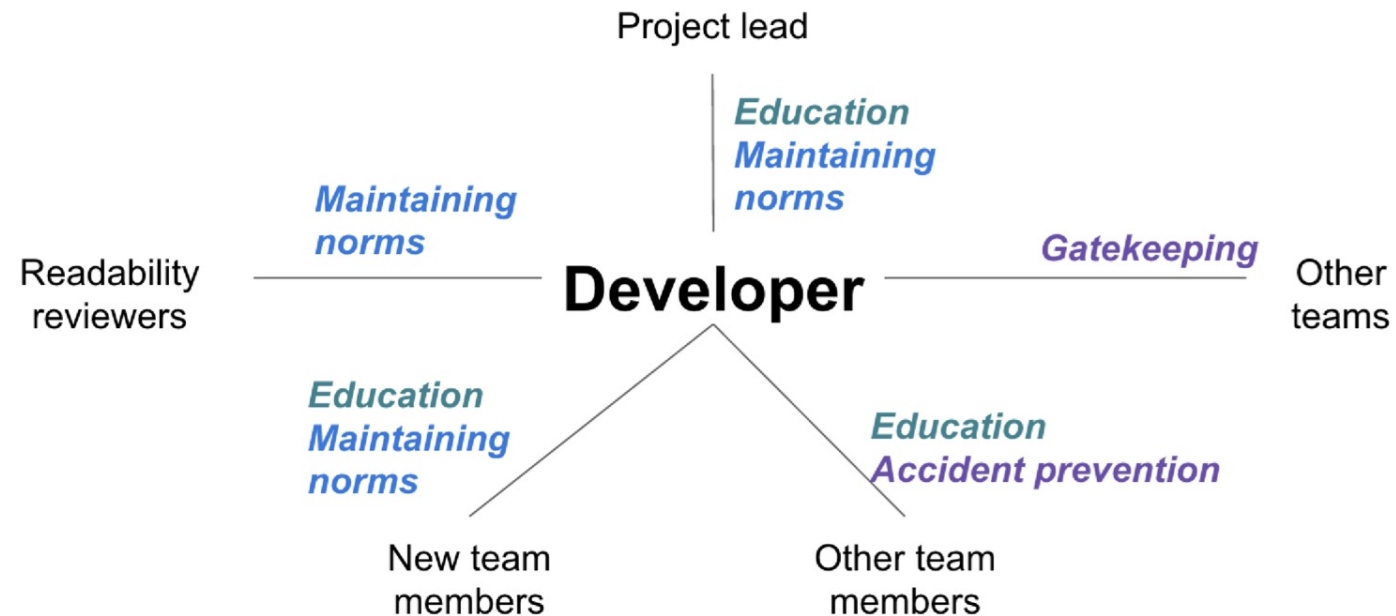 Project lead
Education
Maintaining
norms
Maintaining
norms
Gatekeeping
Readability
reviewers
Developer
Other
teams
Education
Maintaining
norms
Education
Accident prevention
New team
members
Other team
members